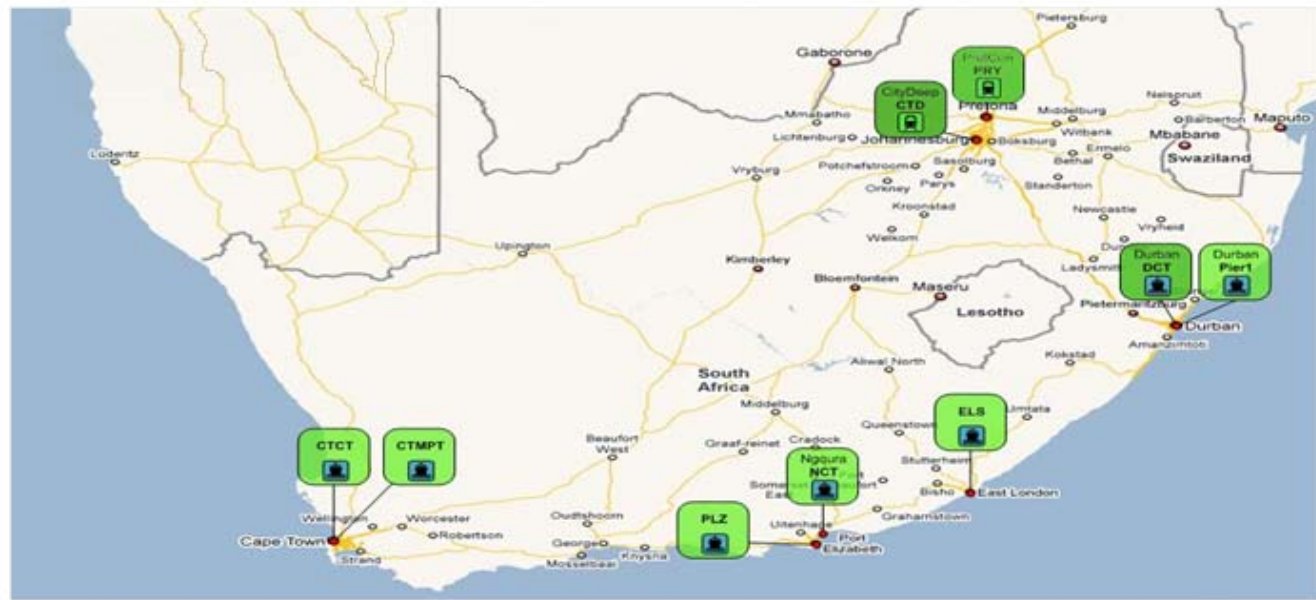 Pietersburg
Gaborone
PRY
CityDeep
CTD
Pretoria
Nelspruit
Mmabatho
Middelburg
Barberton
Maputo
Lichtenburg
Johannesburg
Boksburg
Witbank
Mbabane
Luderitz
Ermelo
Swaziland
Vryburg
Potchefstroom
Sasolburg
Bethal
Orkney
Parys
Standerton
Kroonstad
Newcastle
Vryheid
Welkom
Upington
Kimberley
Ladysmith
Durban
DCT
Durban
Pier1
Bloemfontein
Maseru
Lesotho
Pietermaritzburg
Durban
Amanzimtoti
Aliwal North
Kokstad
South
Africa
Middelburg
ELS
Umtata
CTCT
CTMPT
Beaufort
West
Graaf-reinet
Cradock
Queenstown
Ngqura
NCT
Stutterheim
Bisho
East London
Wellington
Worcester
Oudtshoorn
PLZ
Uitenhage
Grahamstown
Cape Town
Robertson
George
Port
Elizabeth
Strand
Mosselbaai
Knysna